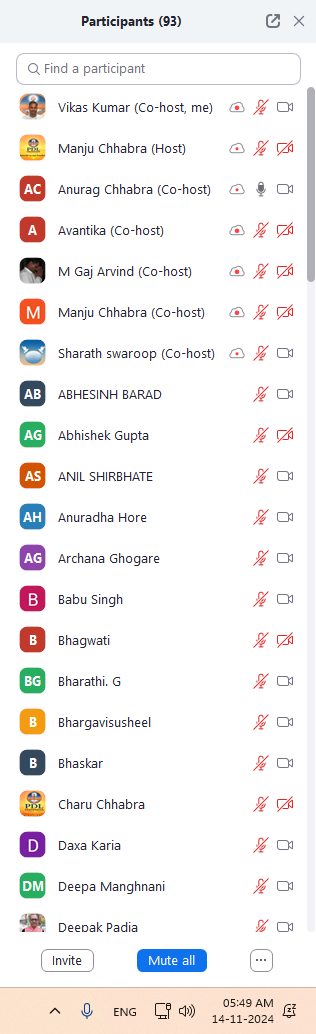 Participants (93)
Find a participant
Vikas Kumar (Co-host, me)
PDL
Manju Chhabra (Host)
AC
Anurag Chhabra (Co-host)
A
Avantika (Co-host)
M Gaj Arvind (Co-host)
M
Manju Chhabra (Co-host)
Sharath swaroop (Co-host)
AB
ABHESINH BARAD
AG
Abhishek Gupta
AS
ANIL SHIRBHATE
AH
Anuradha Hore
AG
Archana Ghogare
B
Babu Singh
B
Bhagwati
BG
Bharathi. G
B
Bhargavisusheel
B
Bhaskar
PDL
Charu Chhabra
D
Daxa Karia
DM
Deepa Manghnani
Deepak Padia
Invite
Mute all
ENG
05:49 AM
14-11-2024